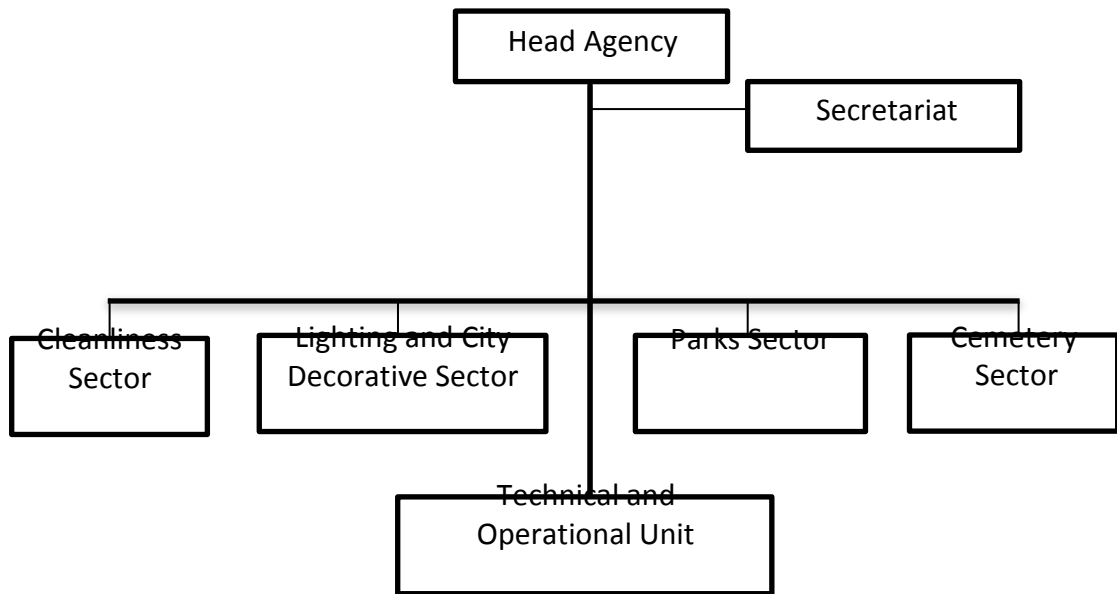 Head Agency
Secretariat
Cleanliness
Sector
Lighting and City
Decorative Sector
Parks Sector
Cemetery
Sector
Technical and
Operational Unit